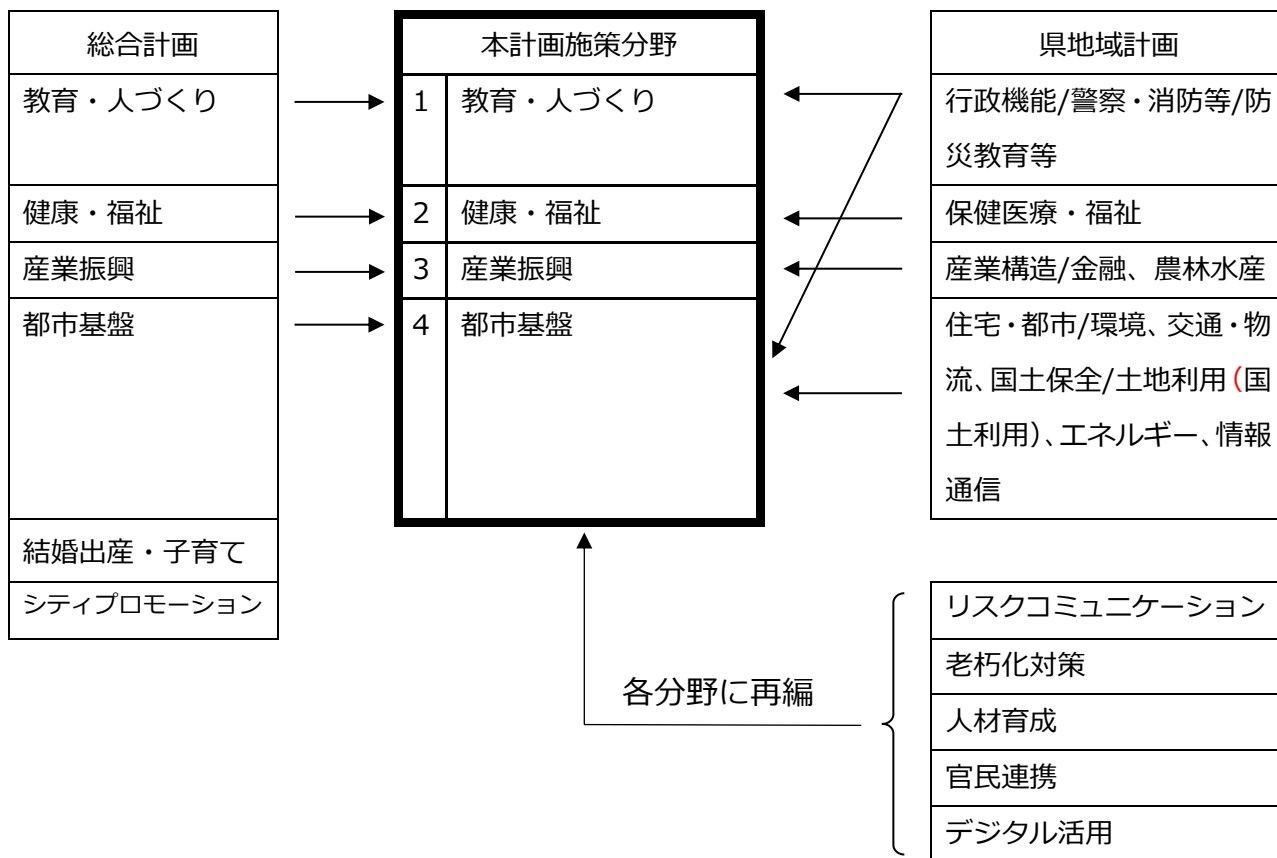 総合計画
教育・人づくり
健康・福祉
産業振興
都市基盤
結婚出産・子育て
シティプロモーション
本計画施策分野
1 教育・人づくり
2 健康・福祉
3 産業振興
4 都市基盤
県地域計画
行政機能/警察・消防等/防
災教育等
保健医療・福祉
産業構造/金融、農林水産
住宅・都市/環境、交通・物
流、国土保全/土地利用(国
土利用)、エネルギー、情報
通信
各分野に再編
リスクコミュニケーション
老朽化対策
人材育成
官民連携
デジタル活用